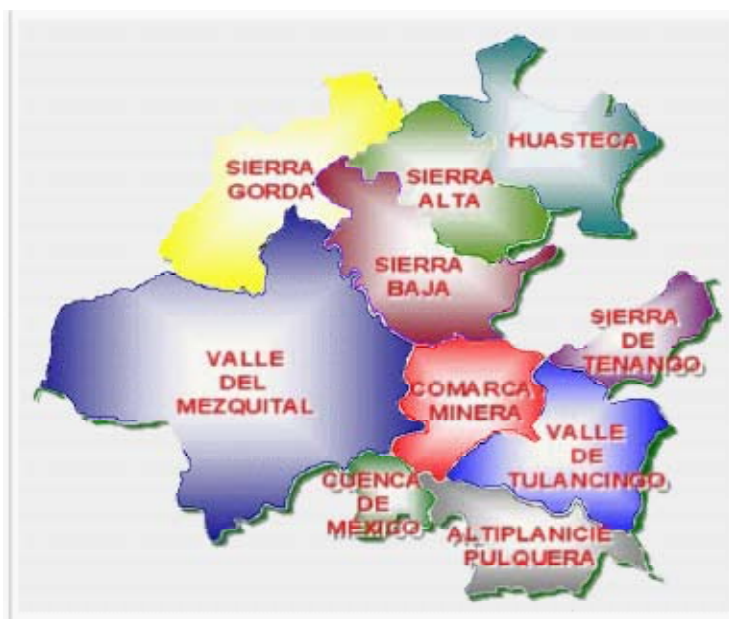 HUASTECA
SIERRA
GORDA
SIERRA
ALTA
SIERRA
BAJA
SIERRA
DE
TENANGO
VALLE
DEL
MEZQUITAL
COMARCA
MINERA
VALLE
DE
TULANCINGO
CUENCA
DE
MÉXICO
ALTIPLANICIE
PULQUERA